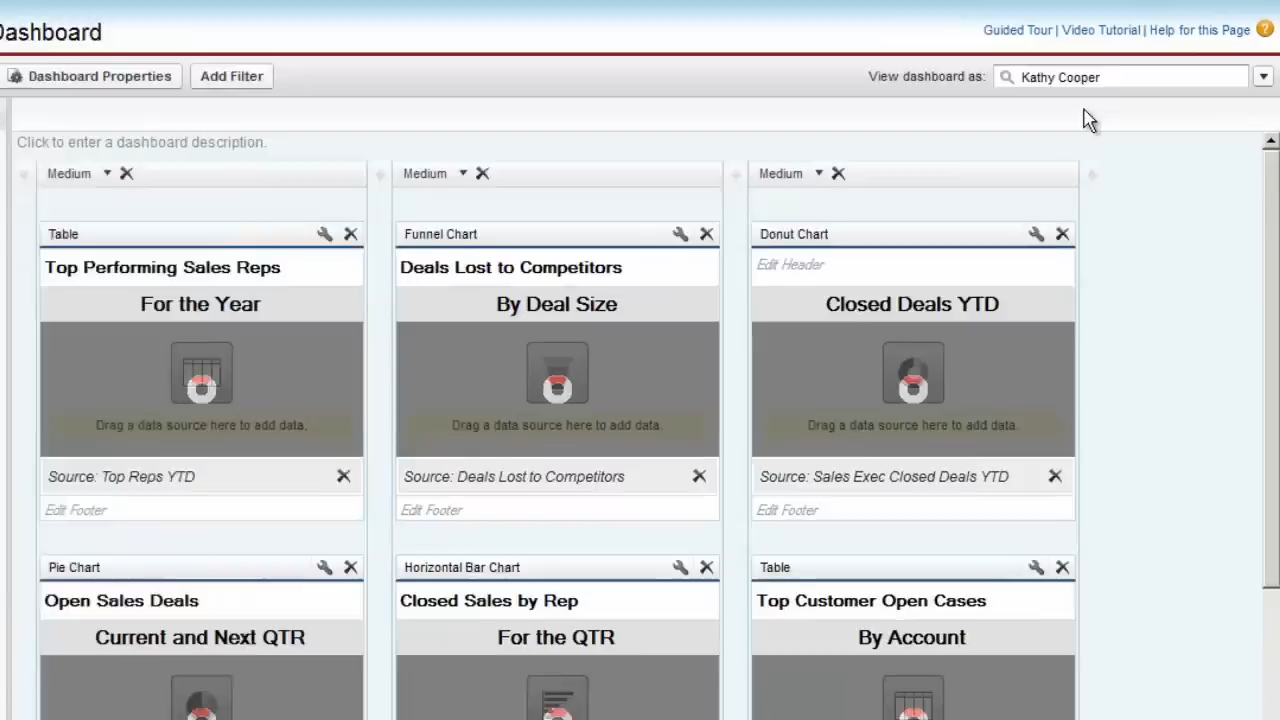 Dashboard
Guided Tour | Video Tutorial | Help for this Page ?
Dashboard Properties Add Filter View dashboard as: Kathy Cooper
Click to enter a dashboard description.
Medium Medium Medium
Table Funnel Chart Donut Chart
Top Performing Sales Reps Deals Lost to Competitors Edit Header
For the Year By Deal Size Closed Deals YTD
Drag a data source here to add data. Drag a data source here to add data. Drag a data source here to add data.
Source: Top Reps YTD Source: Deals Lost to Competitors Source: Sales Exec Closed Deals YTD
Edit Footer Edit Footer Edit Footer
Pie Chart Horizontal Bar Chart Table
Open Sales Deals Closed Sales by Rep Top Customer Open Cases
Current and Next QTR For the QTR By Account